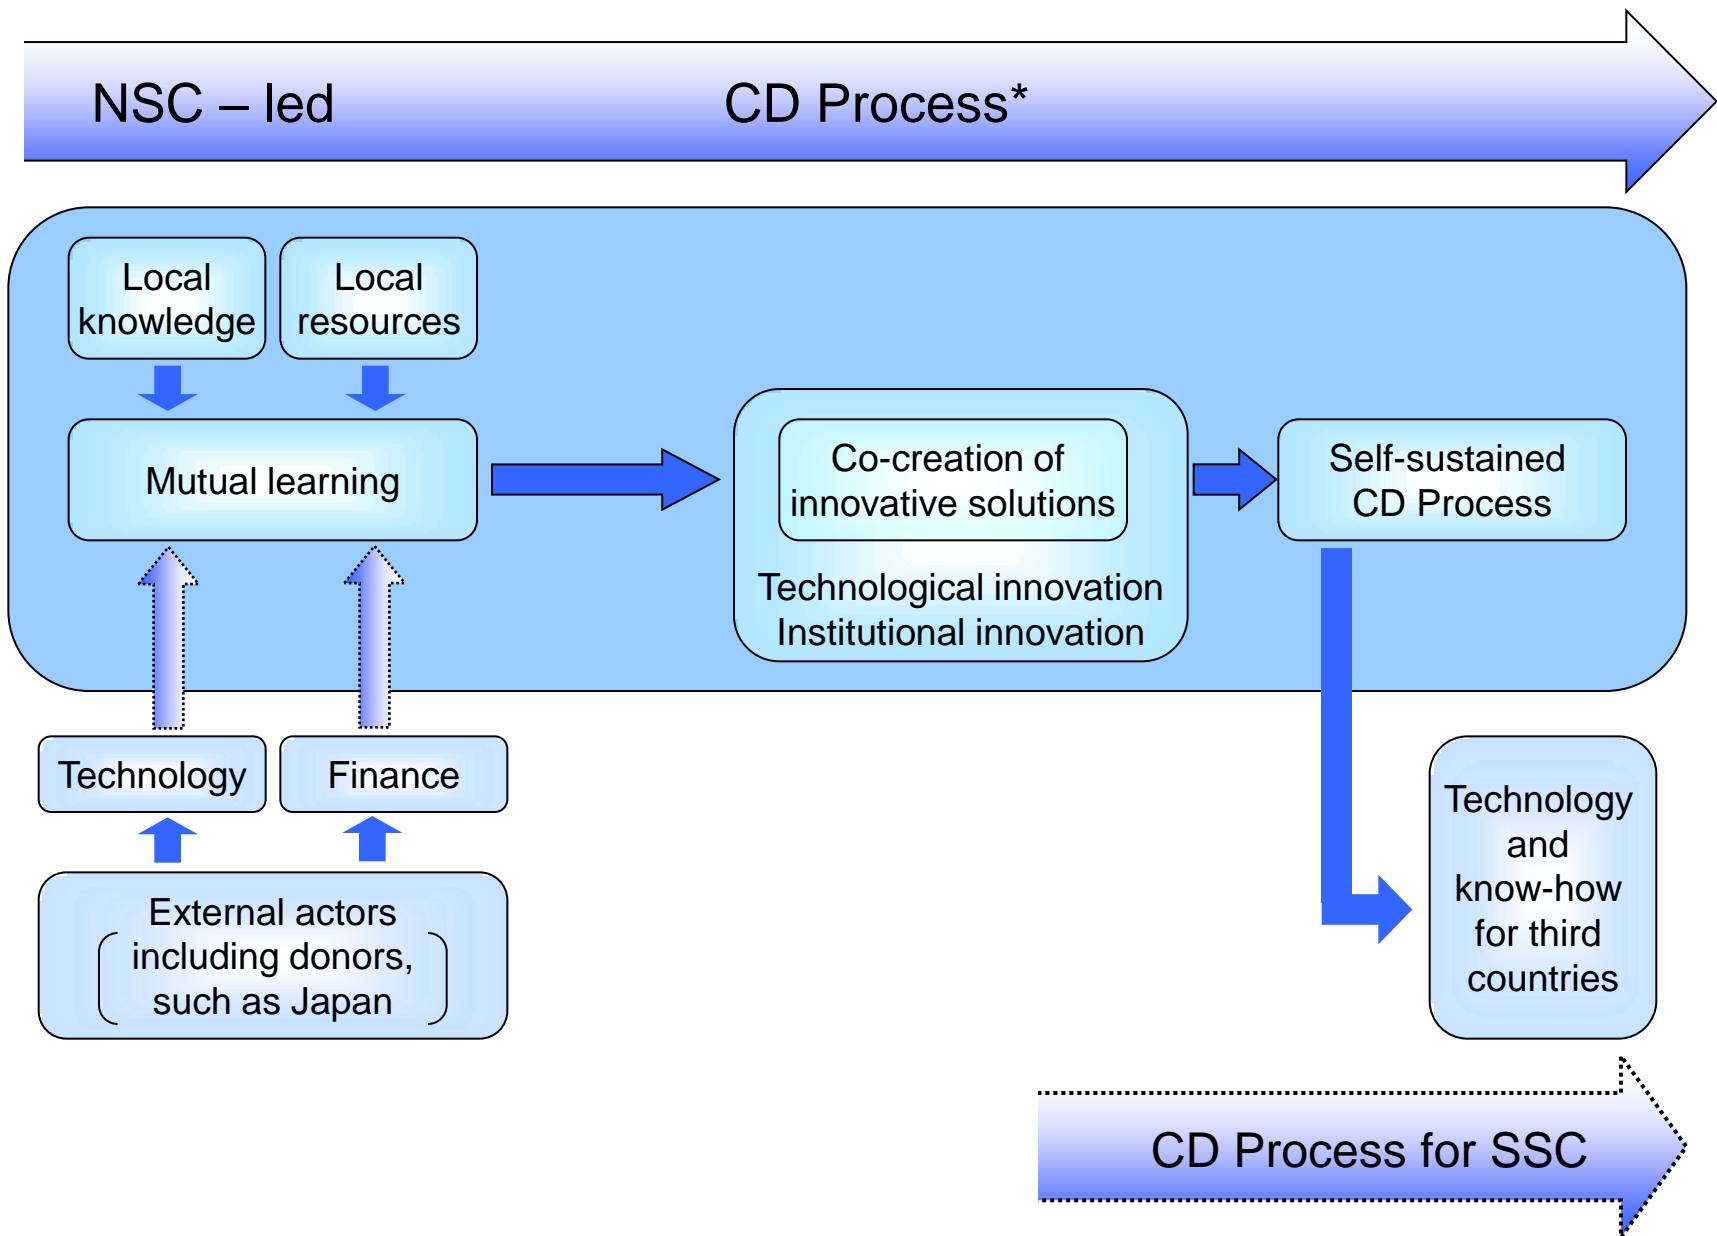 NSC – led CD Process*
Local
knowledge
Local
resources
Mutual learning
Co-creation of
innovative solutions
Technological innovation
Institutional innovation
Self-sustained
CD Process
Technology
Finance
External actors
including donors,
such as Japan
Technology
and
know-how
for third
countries
CD Process for SSC